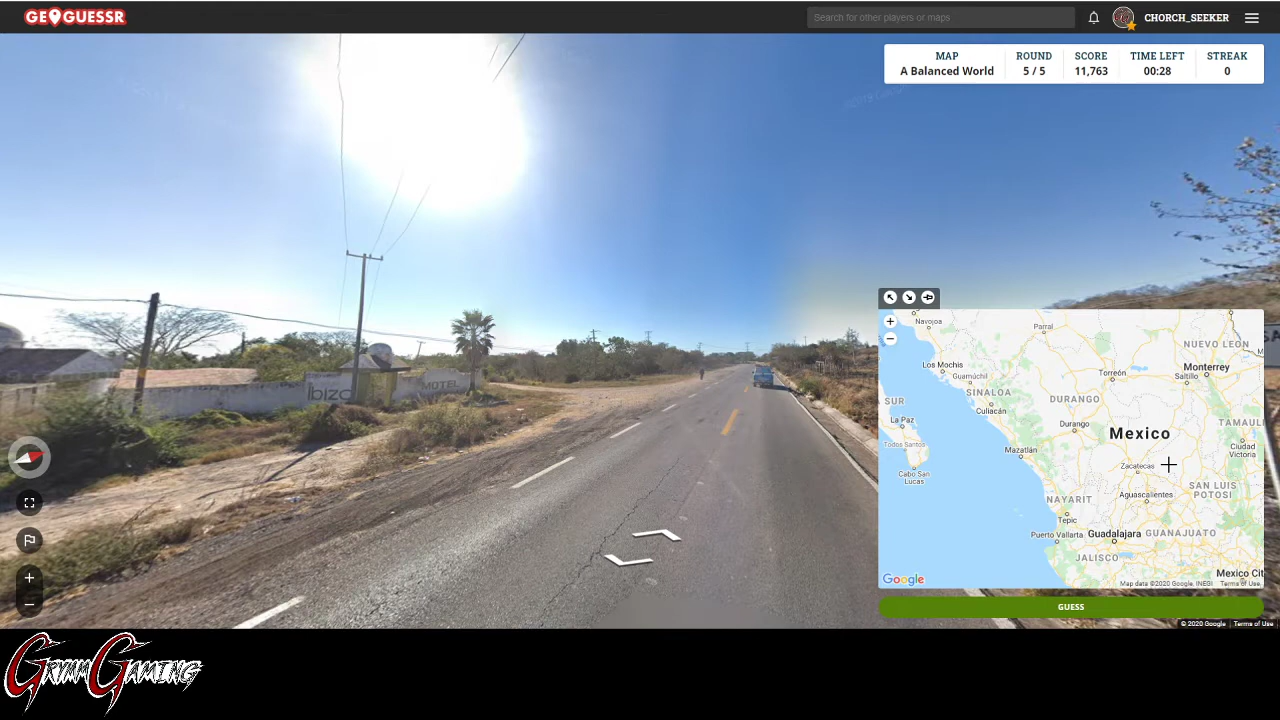 GEOGUESSR
Search for other players or maps
CHORCH_SEEKER
MAP
A Balanced World
ROUND
5 / 5
SCORE
11,763
TIME LEFT
00:28
STREAK
0
Ibiza
MOTEL
Navojoa
Parral
NUEVO LEON
Los Mochis
Guamúchil
Torreón
Monterrey
Saltillo
SINALOA
SUR
Culiacán
DURANGO
TAMAUL
La Paz
Durango
Mexico
Todos Santos
Mazatlán
Ciudad
Victoria
Cabo San
Lucas
Zacatecas
SAN LUIS
POTOSI
Aguascalientes
NAYARIT
Tepic
Puerto Vallarta
Guadalajara
GUANAJUATO
JALISCO
Mexico Cit
Google
Map data ©2020 Google, INEGI
Terms of Use
GUESS
© 2020 Google
Terms of Use
GRIMMGAMING